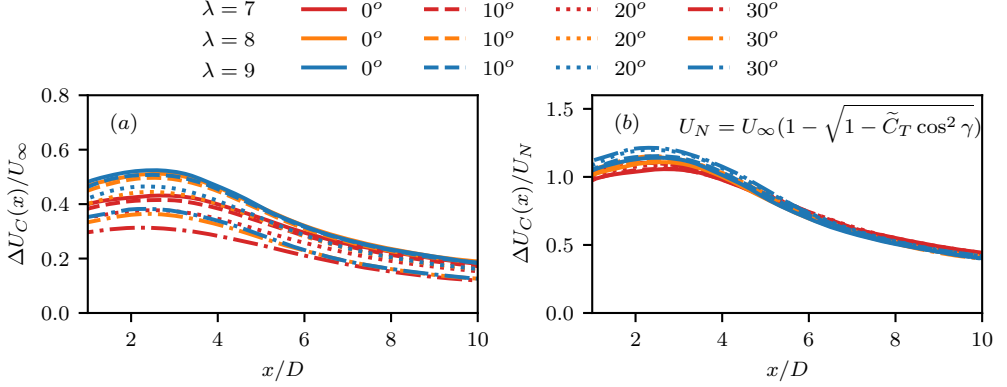 λ = 7 0° 10° 20° 30°
λ = 8 0° 10° 20° 30°
λ = 9 0° 10° 20° 30°
(a)
ΔU_C(x)/U_∞
0.8
0.6
0.4
0.2
0.0
2 4 6 8 10
x/D
(b) U_N = U_∞(1 − √(1 − C̃_T cos² γ))
ΔU_C(x)/U_N
1.5
1.0
0.5
0.0
2 4 6 8 10
x/D